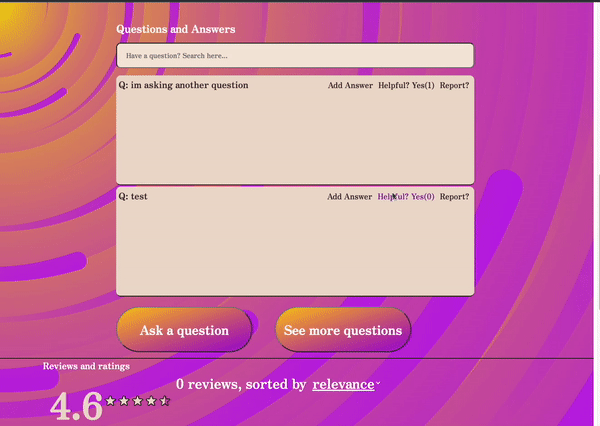 Questions and Answers
Have a question? Search here...
Q: im asking another question Add Answer Helpful? Yes(1) Report?
Q: test Add Answer Helpful? Yes(0) Report?
Ask a question See more questions
Reviews and ratings
0 reviews, sorted by relevance
4.6